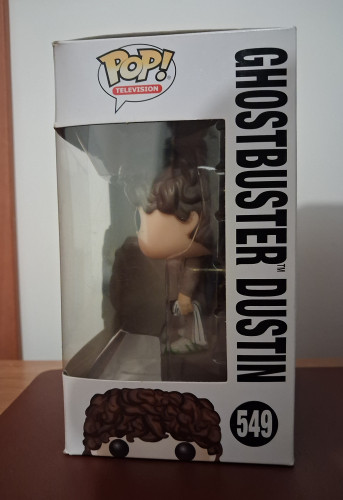 POP!
TELEVISION
GHOSTBUSTER™ DUSTIN
549